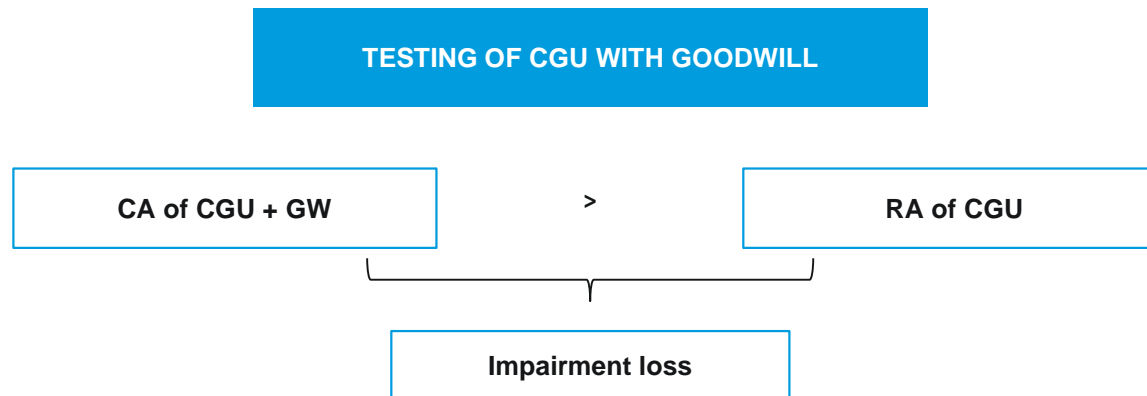 TESTING OF CGU WITH GOODWILL
CA of CGU + GW
>
RA of CGU
Impairment loss